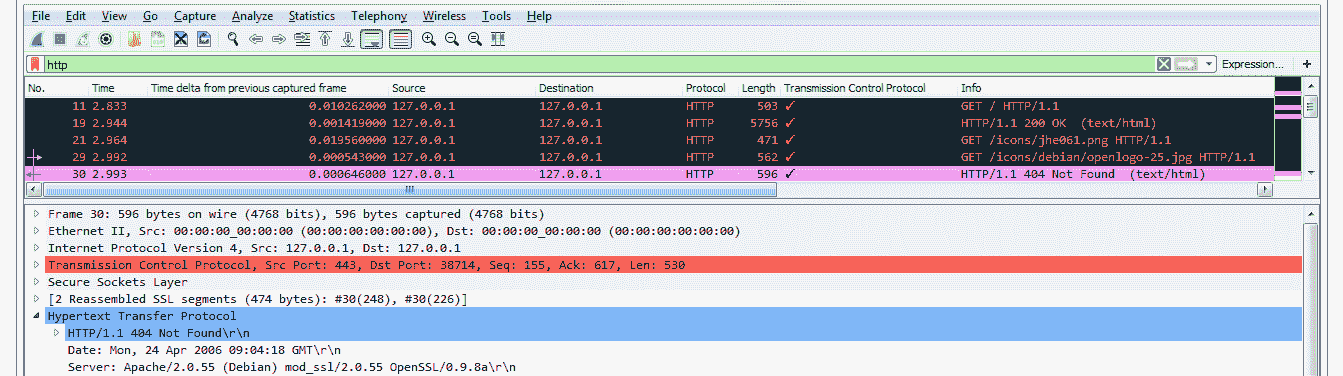 File Edit View Go Capture Analyze Statistics Telephony Wireless Tools Help
http Expression... +
No. Time Time delta from previous captured frame Source Destination Protocol Length Transmission Control Protocol Info
11 2.833 0.010262000 127.0.0.1 127.0.0.1 HTTP 503 ✓ GET / HTTP/1.1
19 2.944 0.001419000 127.0.0.1 127.0.0.1 HTTP 5756 ✓ HTTP/1.1 200 OK (text/html)
21 2.964 0.019560000 127.0.0.1 127.0.0.1 HTTP 471 ✓ GET /icons/jhe061.png HTTP/1.1
29 2.992 0.000543000 127.0.0.1 127.0.0.1 HTTP 562 ✓ GET /icons/debian/openlogo-25.jpg HTTP/1.1
30 2.993 0.000646000 127.0.0.1 127.0.0.1 HTTP 596 ✓ HTTP/1.1 404 Not Found (text/html)
Frame 30: 596 bytes on wire (4768 bits), 596 bytes captured (4768 bits)
Ethernet II, Src: 00:00:00_00:00:00 (00:00:00:00:00:00), Dst: 00:00:00_00:00:00 (00:00:00:00:00:00)
Internet Protocol Version 4, Src: 127.0.0.1, Dst: 127.0.0.1
Transmission Control Protocol, Src Port: 443, Dst Port: 38714, Seq: 155, Ack: 617, Len: 530
Secure Sockets Layer
[2 Reassembled SSL segments (474 bytes): #30(248), #30(226)]
Hypertext Transfer Protocol
HTTP/1.1 404 Not Found\r\n
Date: Mon, 24 Apr 2006 09:04:18 GMT\r\n
Server: Apache/2.0.55 (Debian) mod_ssl/2.0.55 OpenSSL/0.9.8a\r\n